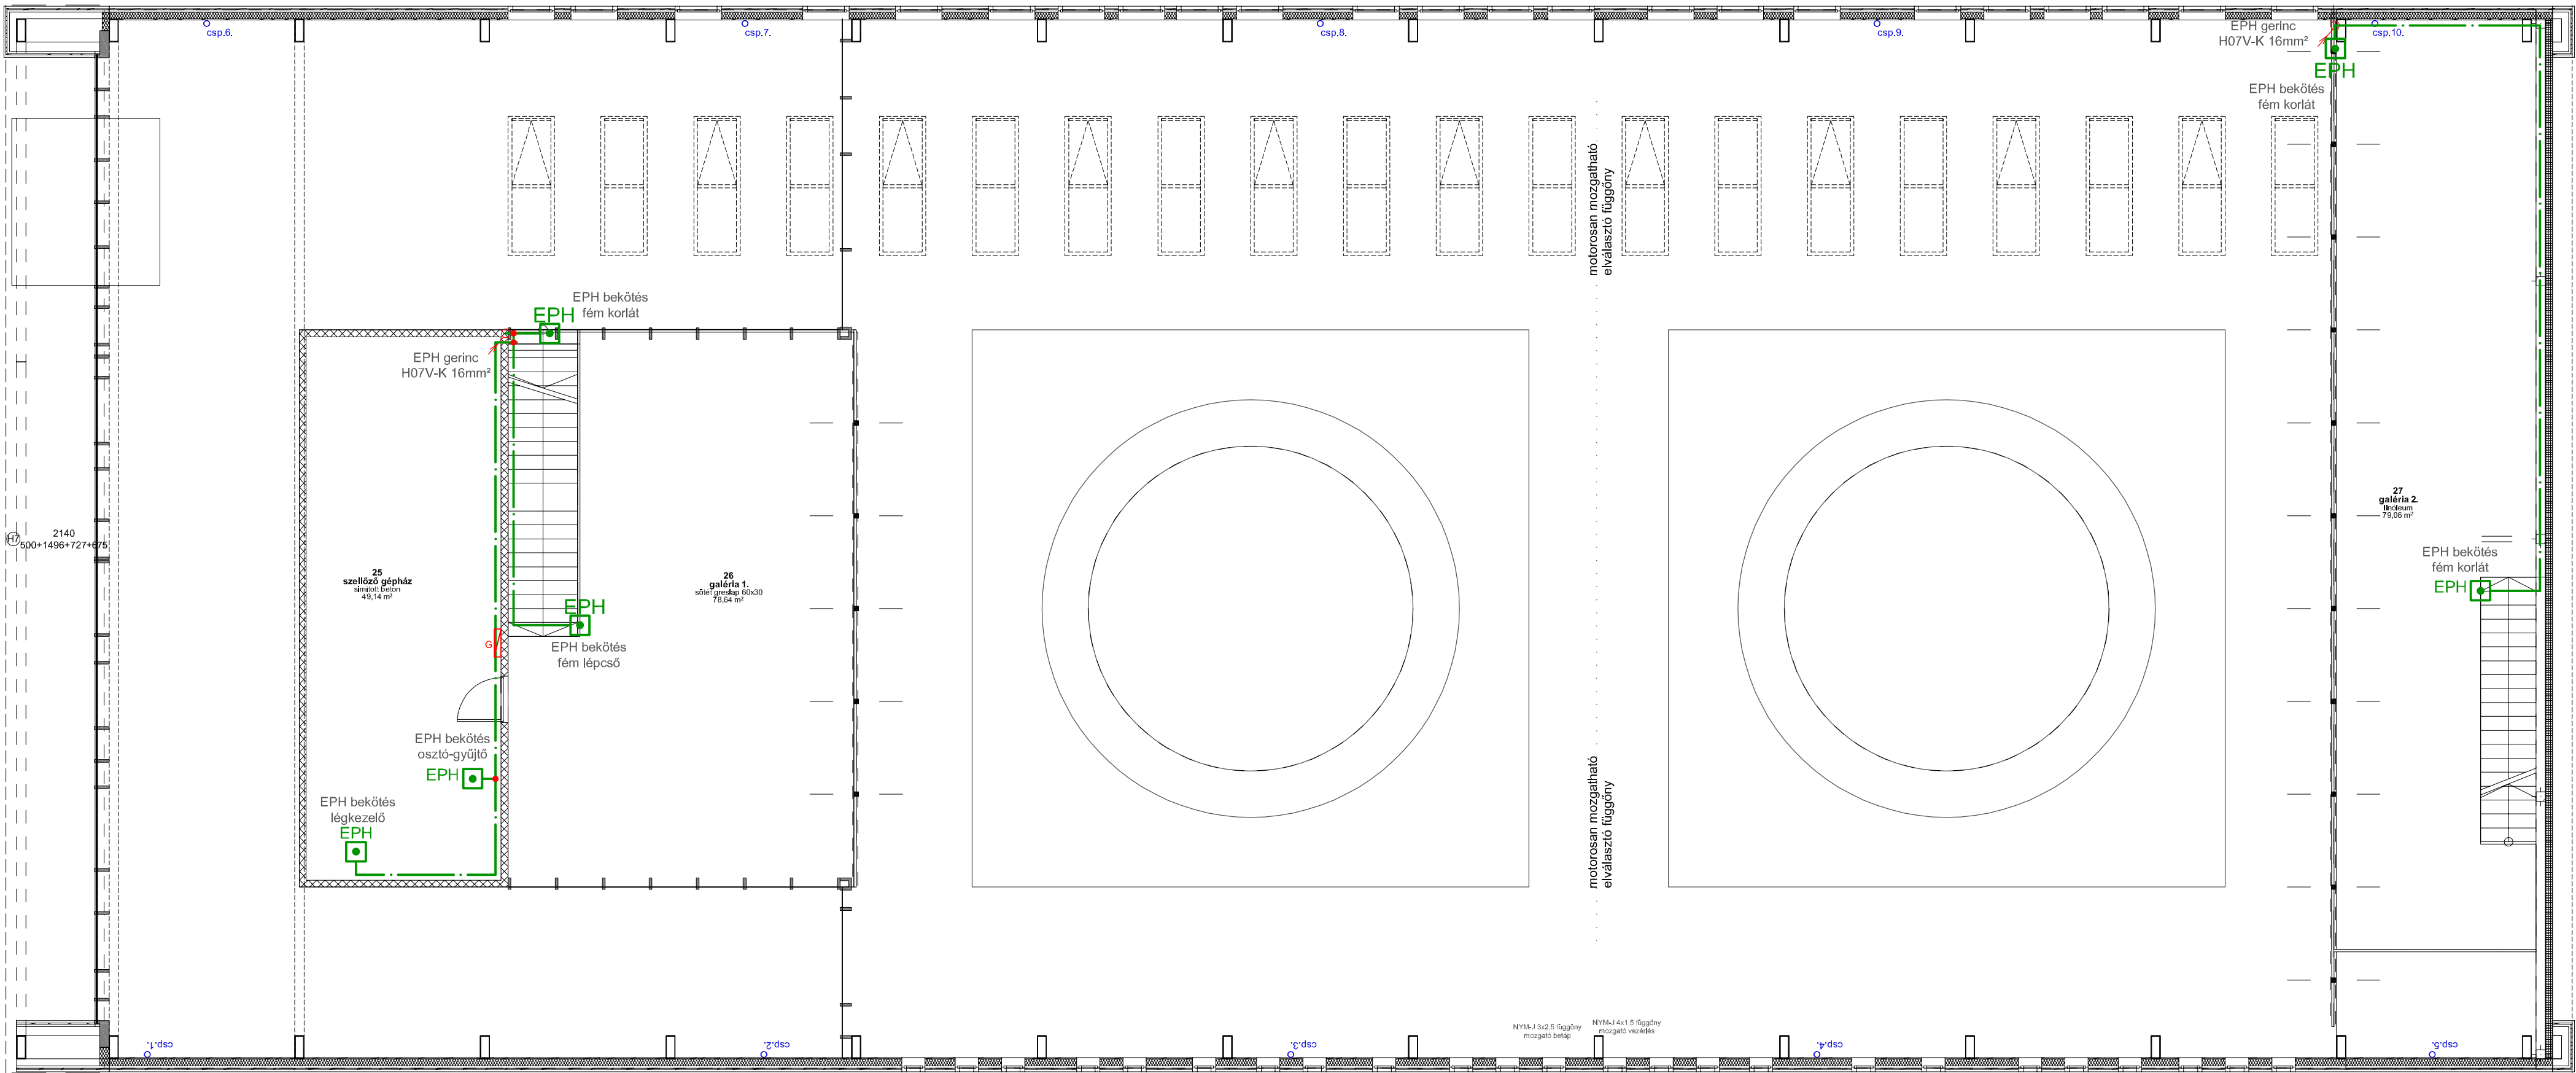 csp.6.
csp.7.
csp.8.
csp.9.
csp.10.
EPH gerinc
H07V-K 16mm²
EPH
EPH bekötés
fém korlát
motorosan mozgatható
elválasztó függöny
EPH bekötés
fém korlát
EPH
EPH gerinc
H07V-K 16mm²
H7
2140
500+1496+727+675
25
szellőző gépház
simított beton
49,14 m²
26
galéria 1.
sötét greslap 60x30
78,64 m²
27
galéria 2.
linóleum
79,06 m²
EPH bekötés
fém korlát
EPH
EPH
EPH bekötés
fém lépcső
G
EPH bekötés
osztó-gyűjtő
EPH
EPH bekötés
légkezelő
EPH
motorosan mozgatható
elválasztó függöny
NYM-J 3x2,5 függöny
mozgató betáp
NYM-J 4x1,5 függöny
mozgató vezérlés
csp.1.
csp.2.
csp.3.
csp.4.
csp.5.